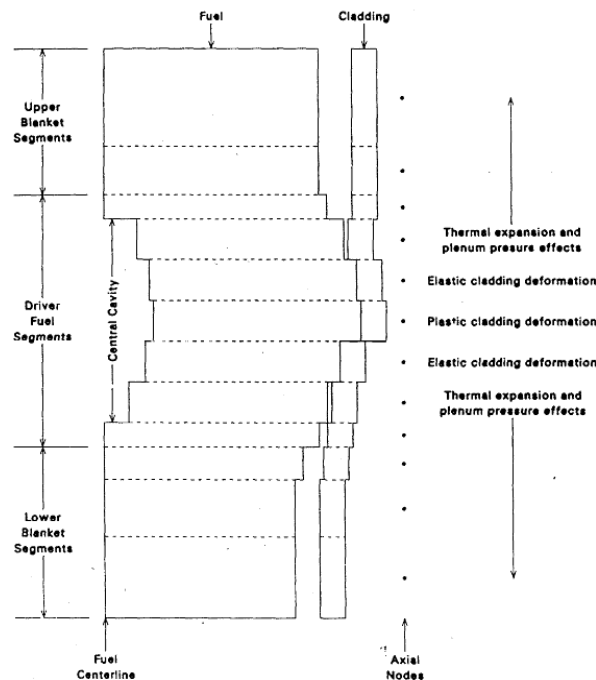 Fuel
Cladding
Upper
Blanket
Segments
Thermal expansion and
plenum presure effects
Elastic cladding deformation
Driver
Fuel
Segments
Central Cavity
Plastic cladding deformation
Elastic cladding deformation
Thermal expansion and
plenum pressure effects
Lower
Blanket
Segments
Fuel
Centerline
Axial
Nodes